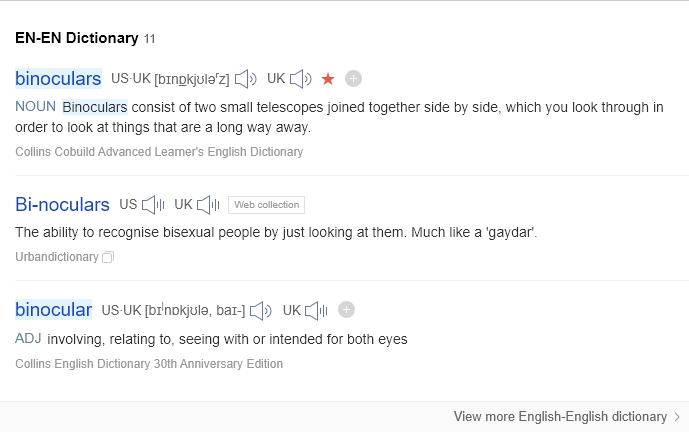 EN-EN Dictionary 11
binoculars US·UK [bɪnɒkjʊləʳz] UK
NOUN Binoculars consist of two small telescopes joined together side by side, which you look through in
order to look at things that are a long way away.
Collins Cobuild Advanced Learner's English Dictionary
Bi-noculars US UK Web collection
The ability to recognise bisexual people by just looking at them. Much like a 'gaydar'.
Urbandictionary
binocular US·UK [bɪˈnɒkjʊlə, baɪ-] UK
ADJ involving, relating to, seeing with or intended for both eyes
Collins English Dictionary 30th Anniversary Edition
View more English-English dictionary >